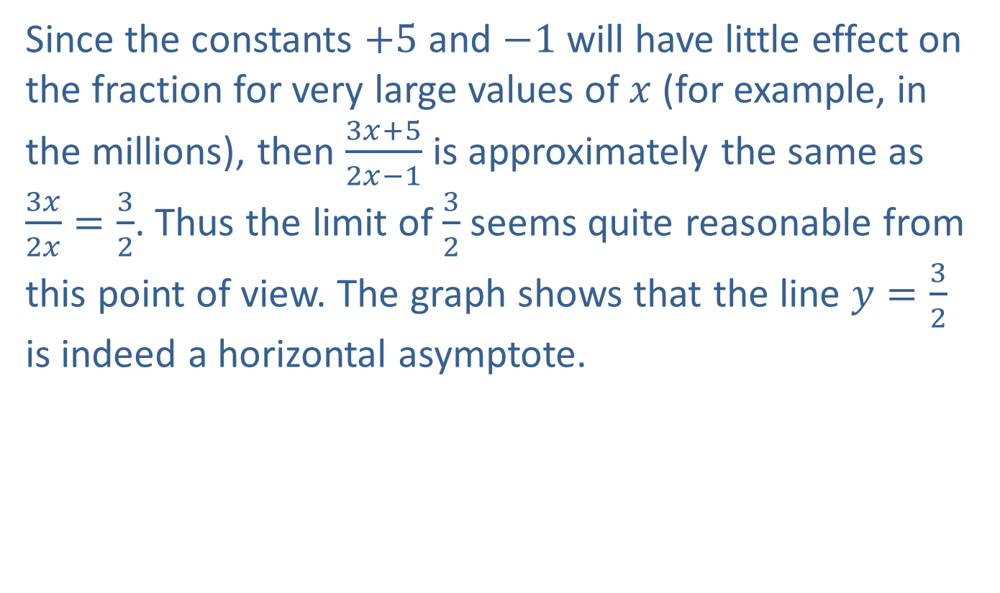 Since the constants +5 and −1 will have little effect on
the fraction for very large values of x (for example, in
the millions), then \frac{3x+5}{2x−1} is approximately the same as
\frac{3x}{2x} = \frac{3}{2}. Thus the limit of \frac{3}{2} seems quite reasonable from
this point of view. The graph shows that the line y = \frac{3}{2}
is indeed a horizontal asymptote.